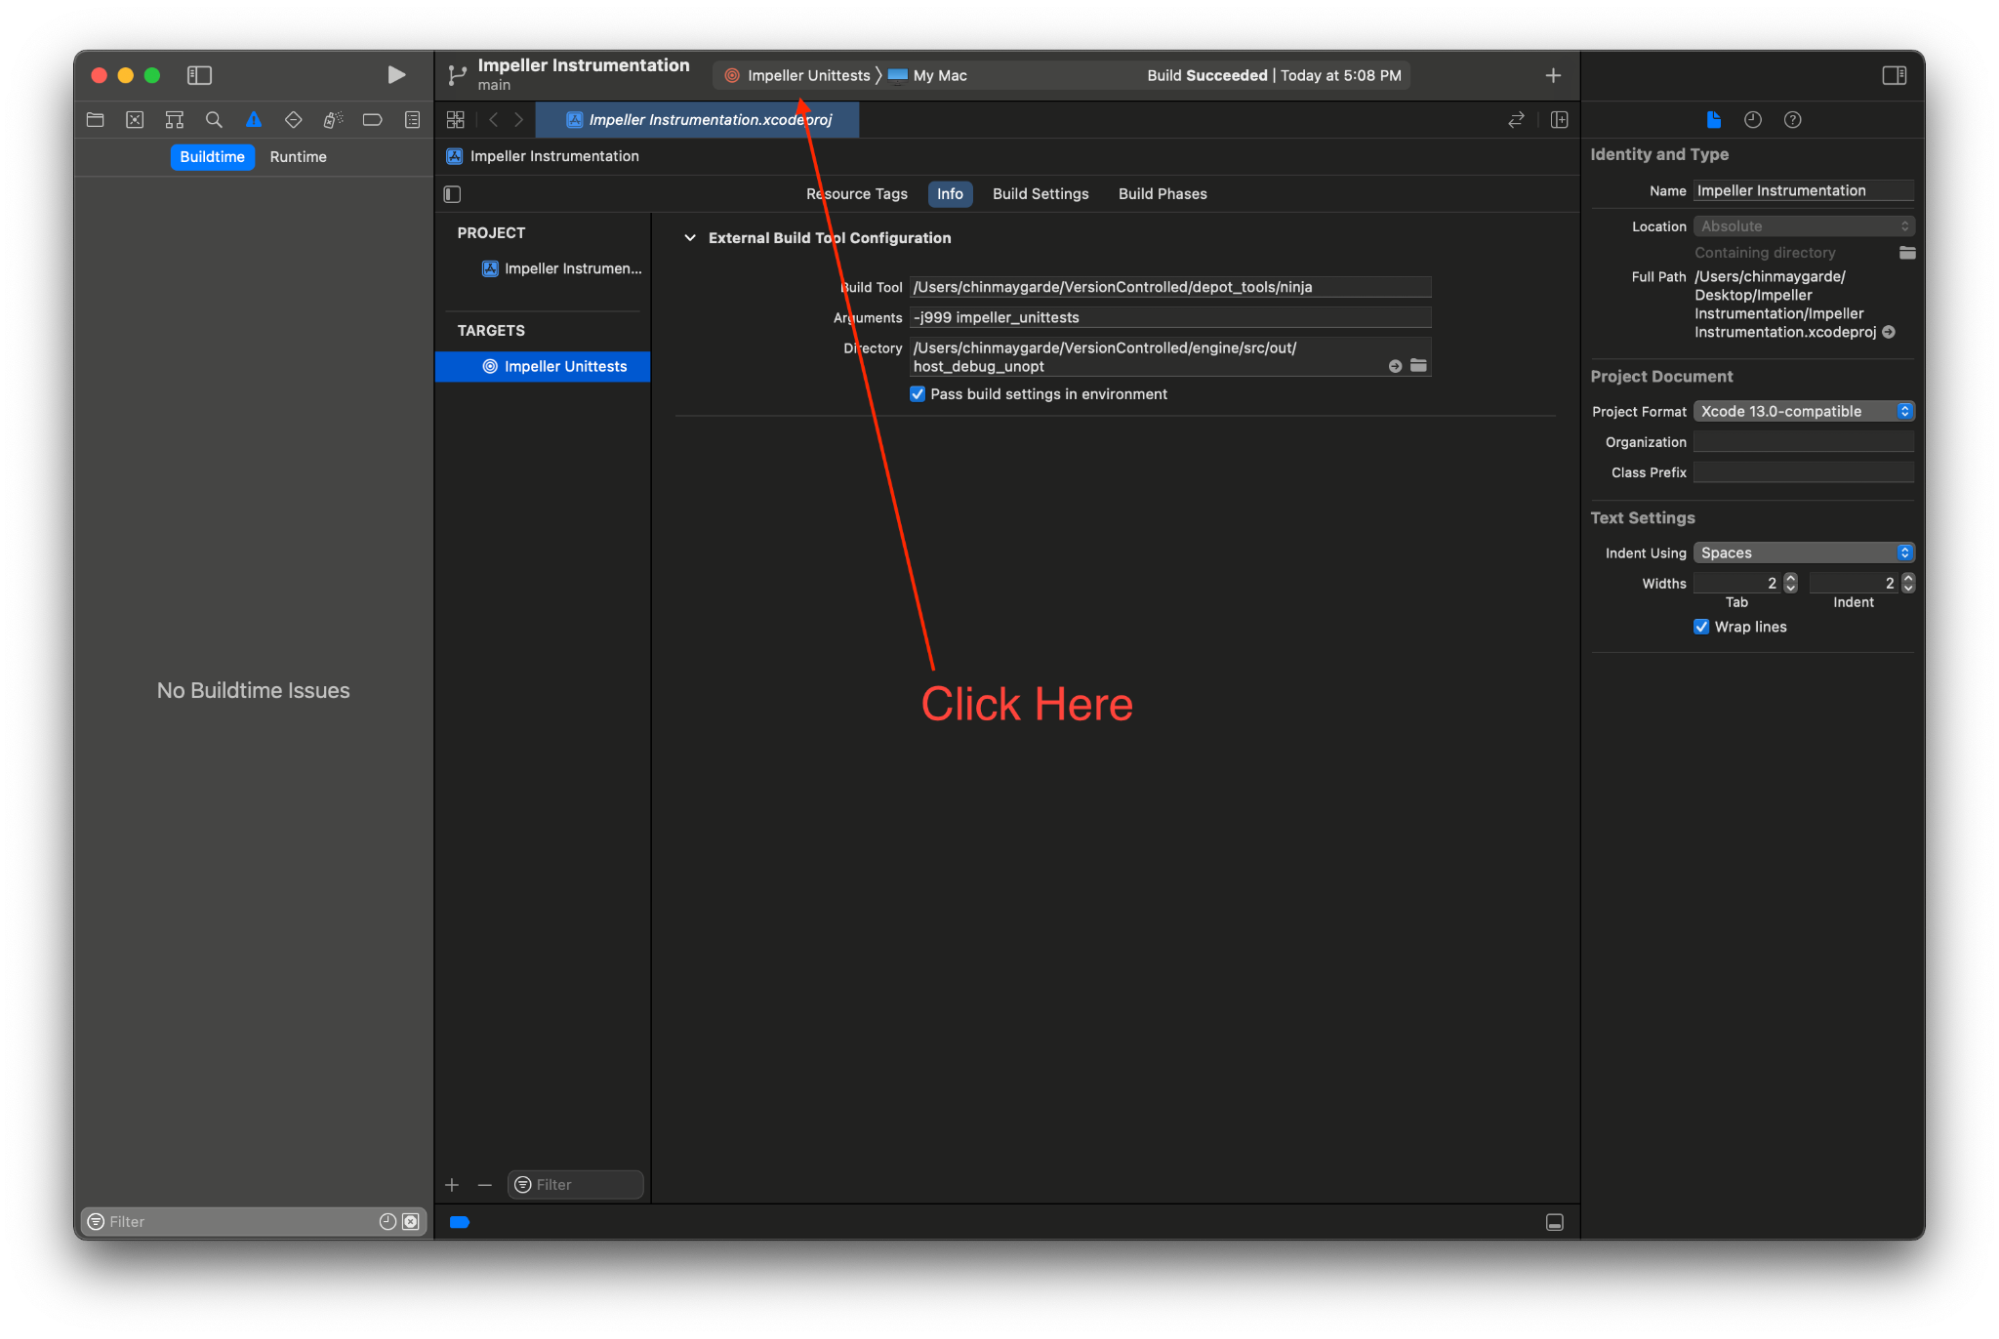 Impeller Instrumentation
main
Impeller Unittests
My Mac
Build Succeeded | Today at 5:08 PM
Impeller Instrumentation.xcodeproj
Buildtime
Runtime
Impeller Instrumentation
Resource Tags
Info
Build Settings
Build Phases
PROJECT
Impeller Instrumen...
TARGETS
Impeller Unittests
External Build Tool Configuration
Build Tool /Users/chinmaygarde/VersionControlled/depot_tools/ninja
Arguments -j999 impeller_unittests
Directory /Users/chinmaygarde/VersionControlled/engine/src/out/
host_debug_unopt
Pass build settings in environment
Click Here
No Buildtime Issues
Filter
Filter
Identity and Type
Name Impeller Instrumentation
Location Absolute
Containing directory
Full Path /Users/chinmaygarde/
Desktop/Impeller
Instrumentation/Impeller
Instrumentation.xcodeproj
Project Document
Project Format Xcode 13.0-compatible
Organization
Class Prefix
Text Settings
Indent Using Spaces
Widths 2 2
Tab Indent
Wrap lines